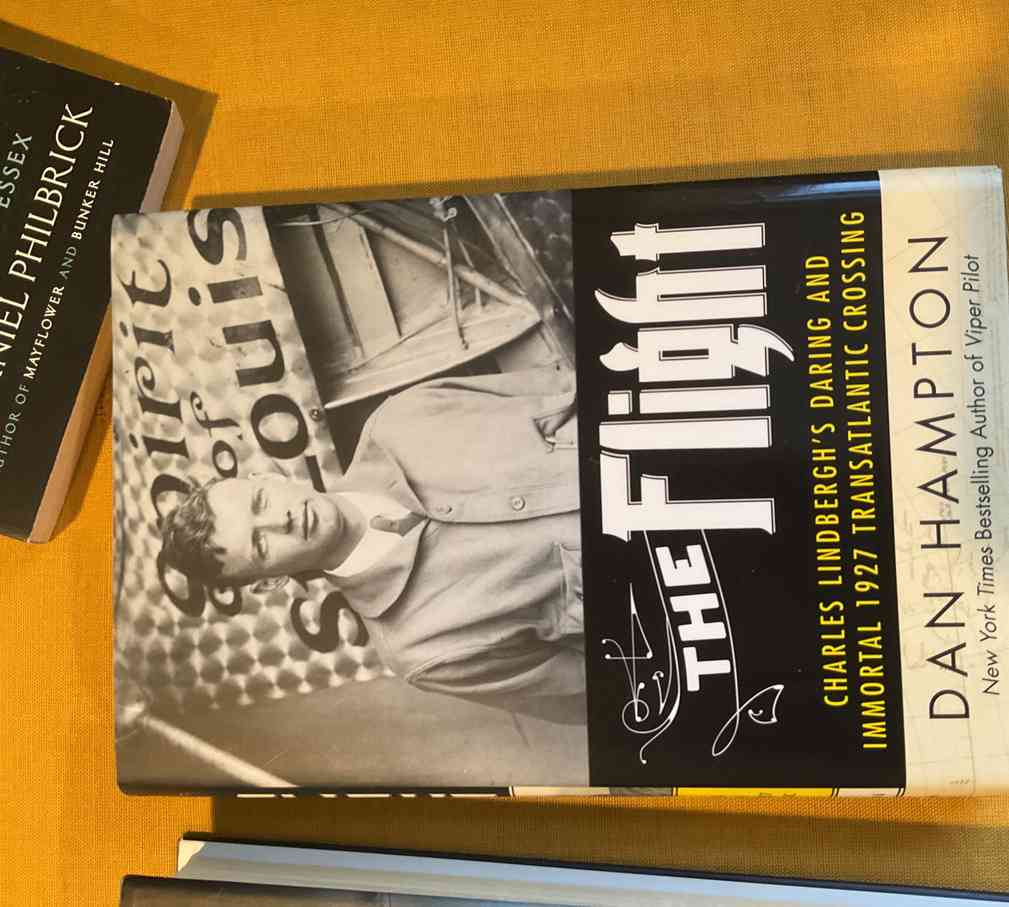 ESSEX
PHILBRICK
OF MAYFLOWER AND BUNKER HILL
Spirit
of
St. Louis
THE Flight
CHARLES LINDBERGH'S DARING AND
IMMORTAL 1927 TRANSATLANTIC CROSSING
DAN HAMPTON
New York Times Bestselling Author of Viper Pilot